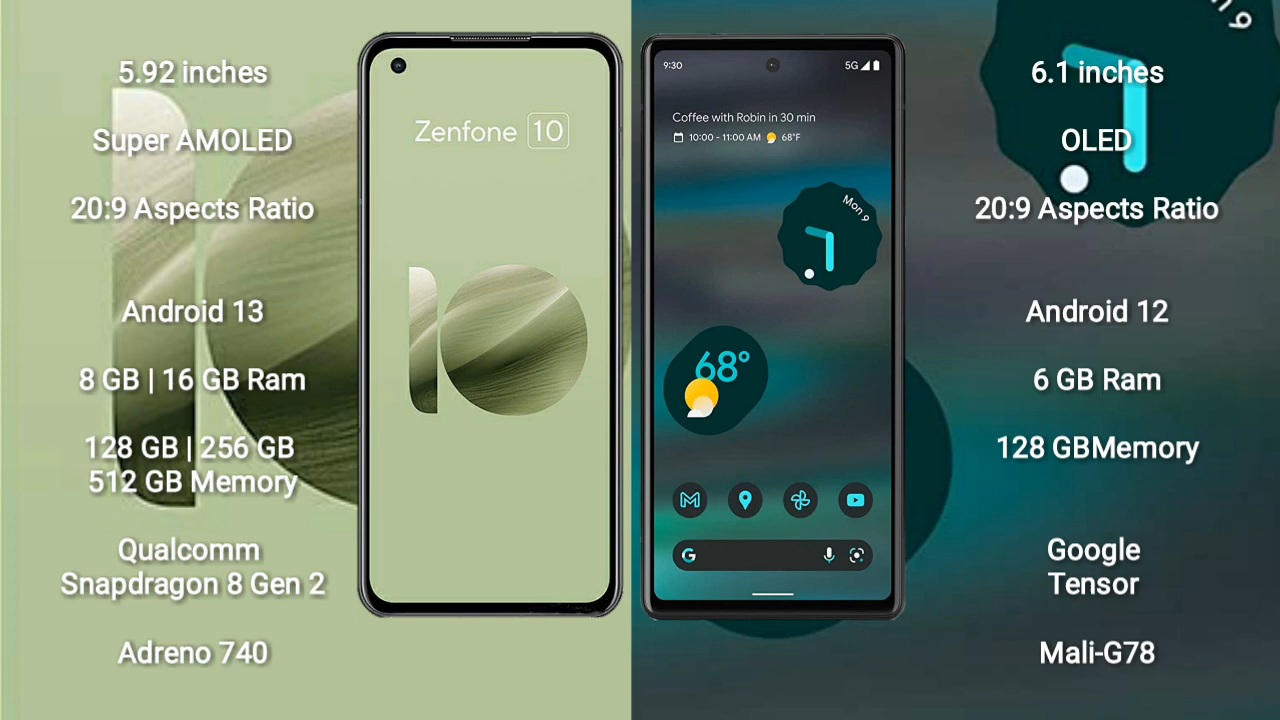 5.92 inches
Super AMOLED
20:9 Aspects Ratio
Android 13
8 GB | 16 GB Ram
128 GB | 256 GB
512 GB Memory
Qualcomm
Snapdragon 8 Gen 2
Adreno 740
Zenfone 10
10
9:30
5G
Coffee with Robin in 30 min
10:00 - 11:00 AM 68°F
Mon 9
68°
G
n 9
6.1 inches
OLED
20:9 Aspects Ratio
Android 12
6 GB Ram
128 GBMemory
Google
Tensor
Mali-G78